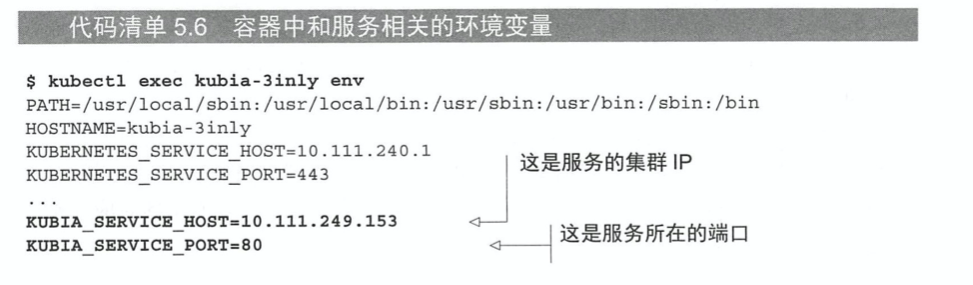 代码清单 5.6 容器中和服务相关的环境变量
$ kubectl exec kubia-3inly env
PATH=/usr/local/sbin:/usr/local/bin:/usr/sbin:/usr/bin:/sbin:/bin
HOSTNAME=kubia-3inly
KUBERNETES_SERVICE_HOST=10.111.240.1
KUBERNETES_SERVICE_PORT=443
...
KUBIA_SERVICE_HOST=10.111.249.153
KUBIA_SERVICE_PORT=80
这是服务的集群 IP
这是服务所在的端口